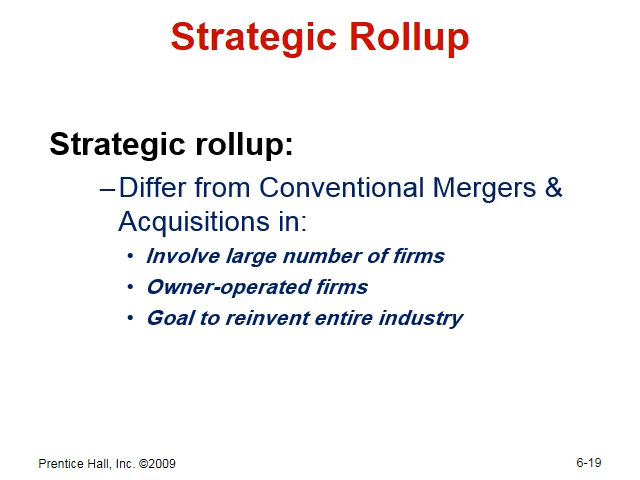 Strategic Rollup
Strategic rollup:
–Differ from Conventional Mergers &
Acquisitions in:
• Involve large number of firms
• Owner-operated firms
• Goal to reinvent entire industry
Prentice Hall, Inc. ©2009
6-19